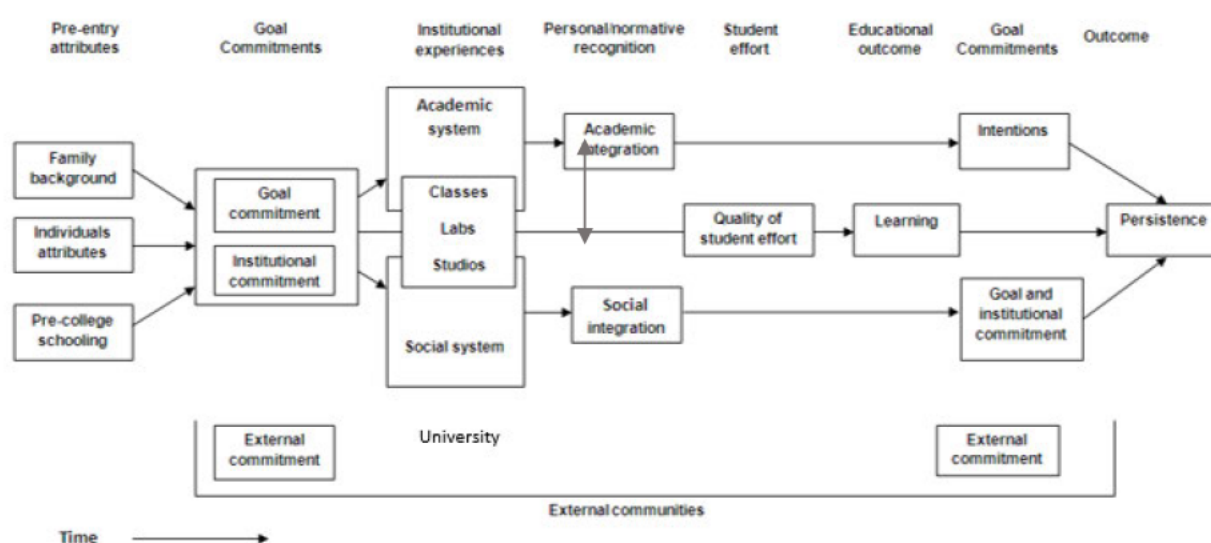 Pre-entry
attributes
Goal
Commitments
Institutional
experiences
Personal/normative
recognition
Student
effort
Educational
outcome
Goal
Commitments
Outcome
Family
background
Individuals
attributes
Pre-college
schooling
Goal
commitment
Institutional
commitment
Academic
system
Classes
Labs
Studios
Social system
Academic
integration
Social
integration
Quality of
student effort
Learning
Intentions
Goal and
institutional
commitment
Persistence
External
commitment
University
External
commitment
External communities
Time